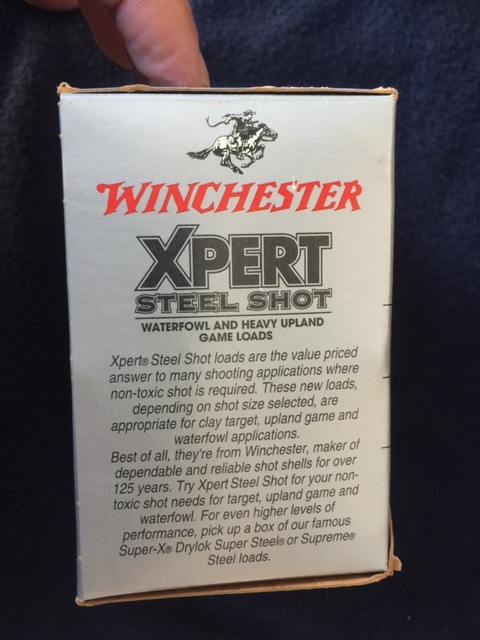 WINCHESTER
XPERT
STEEL SHOT
WATERFOWL AND HEAVY UPLAND
GAME LOADS
Xpert® Steel Shot loads are the value priced
answer to many shooting applications where
non-toxic shot is required. These new loads,
depending on shot size selected, are
appropriate for clay target, upland game and
waterfowl applications.
Best of all, they're from Winchester, maker of
dependable and reliable shot shells for over
125 years. Try Xpert Steel Shot for your non-
toxic shot needs for target, upland game and
waterfowl. For even higher levels of
performance, pick up a box of our famous
Super-X® Drylok Super Steel® or Supreme®
Steel loads.